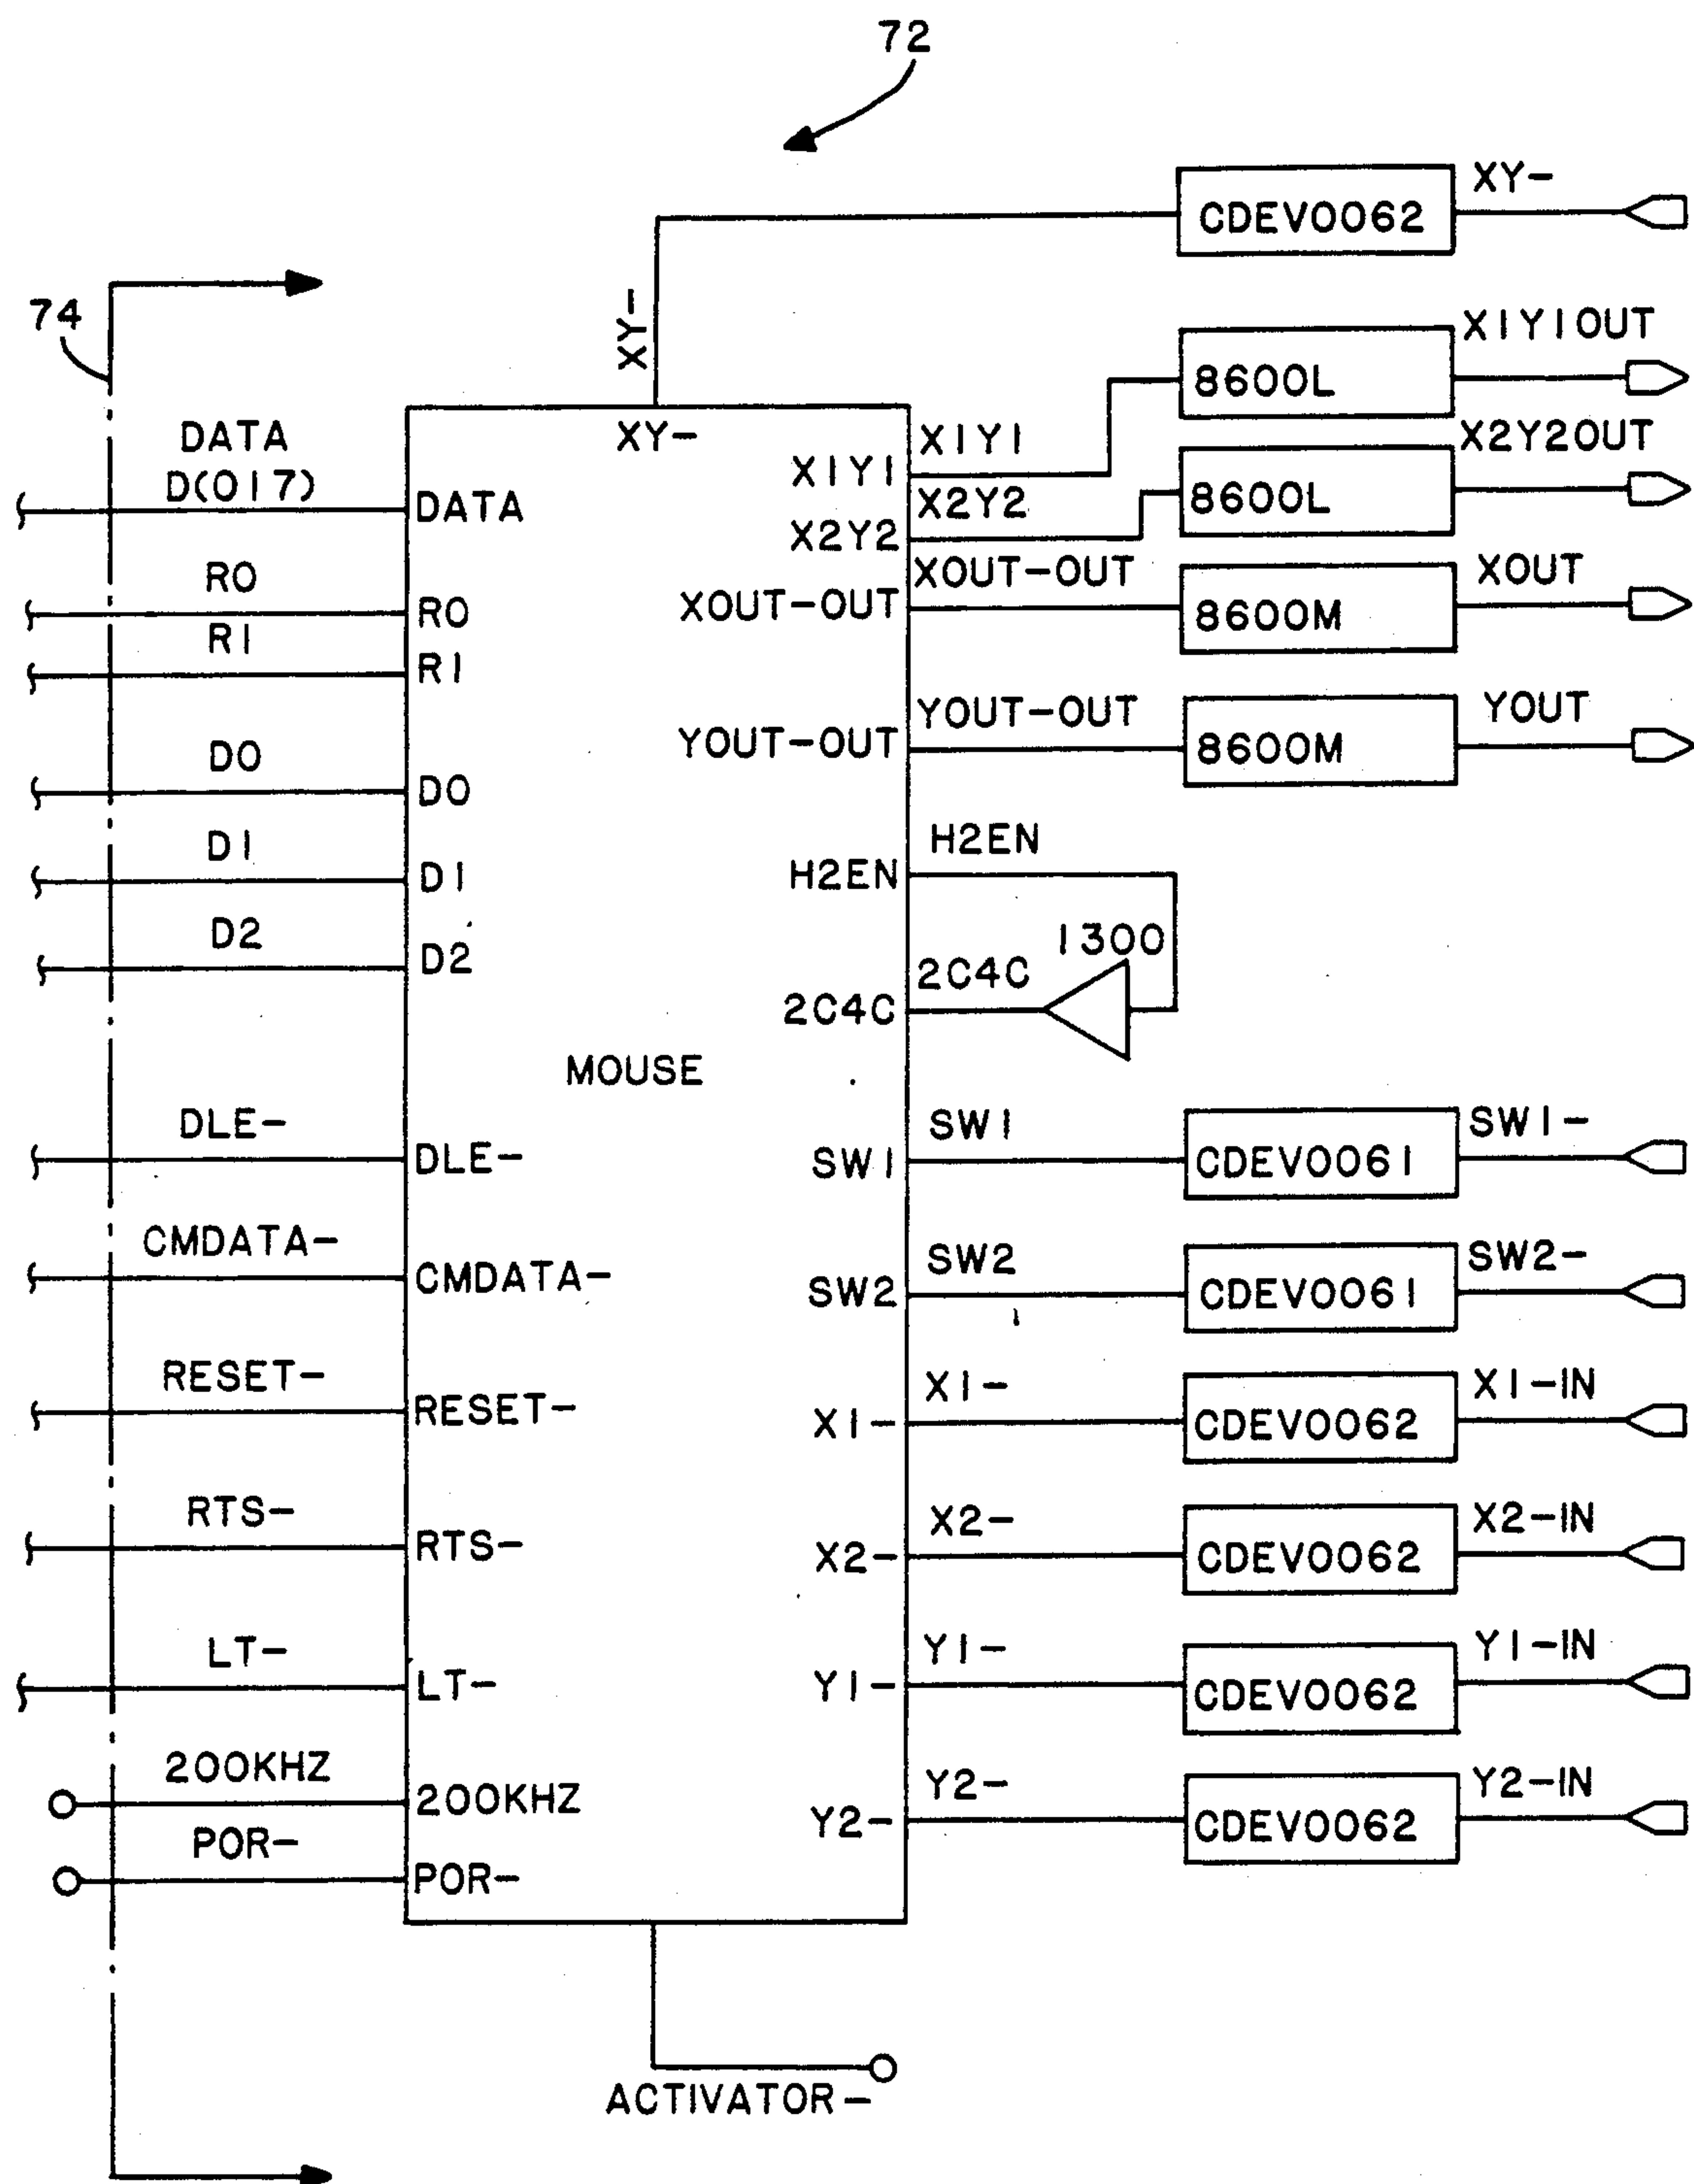 72
CDEV0062
XY-
74
XY-
XY-
DATA
D(017)
DATA
R0
R0
R1
R1
D0
D0
D1
D1
D2
D2
DLE-
DLE-
CMDATA-
CMDATA-
RESET-
RESET-
RTS-
RTS-
LT-
LT-
200KHZ
200KHZ
POR-
POR-
MOUSE
X1Y1
X1Y1
8600L
X1Y1OUT
X2Y2
X2Y2
8600L
X2Y2OUT
XOUT-OUT
XOUT-OUT
8600M
XOUT
YOUT-OUT
YOUT-OUT
8600M
YOUT
H2EN
H2EN
1300
2C4C
2C4C
SW1
SW1
CDEV0061
SW1-
SW2
SW2
CDEV0061
SW2-
X1-
X1-
CDEV0062
X1-IN
X2-
X2-
CDEV0062
X2-IN
Y1-
Y1-
CDEV0062
Y1-IN
Y2-
Y2-
CDEV0062
Y2-IN
ACTIVATOR-